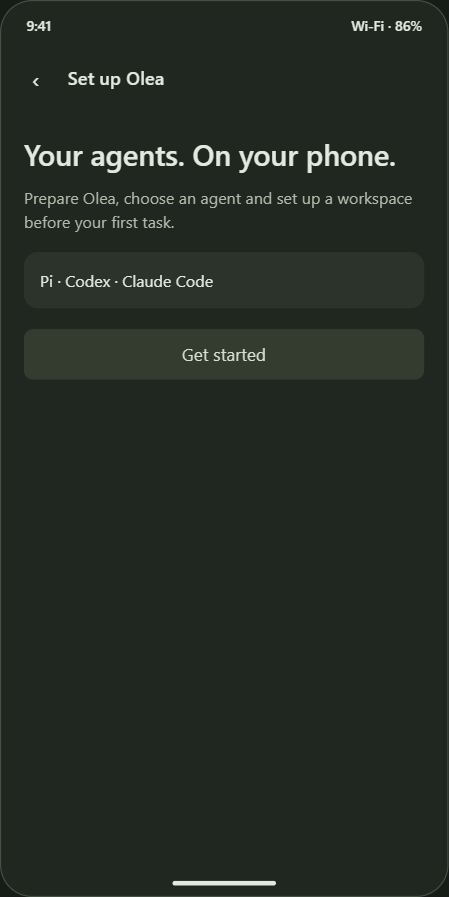 9:41
Wi-Fi · 86%
‹ Set up Olea
Your agents. On your phone.
Prepare Olea, choose an agent and set up a workspace
before your first task.
Pi · Codex · Claude Code
Get started